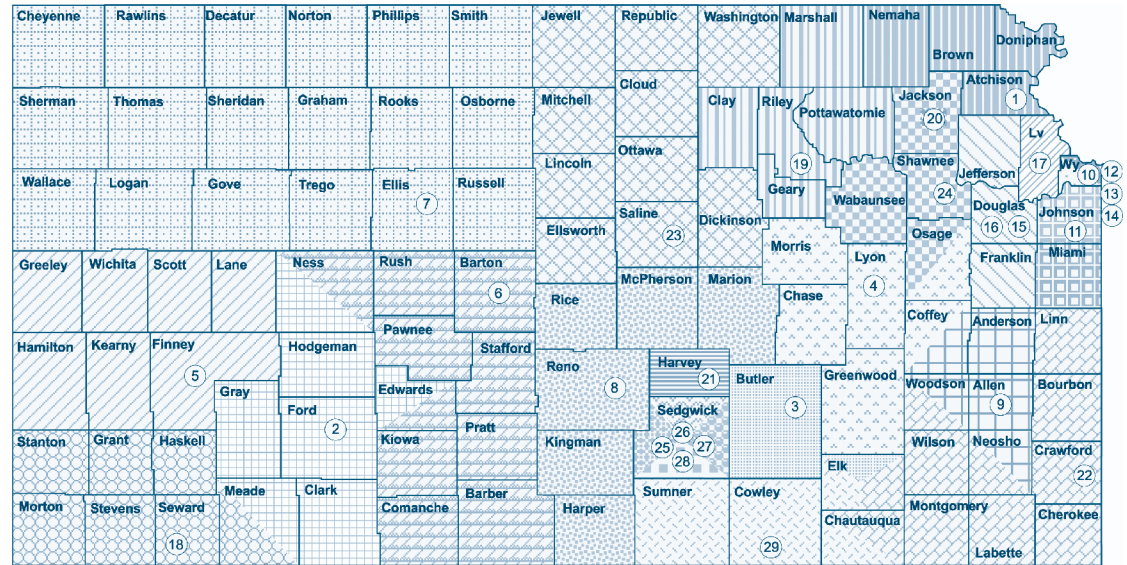 Cheyenne Rawlins Decatur Norton Phillips Smith Jewell Republic Washington Marshall Nemaha
Brown Doniphan
Atchison
1
Cloud
Sherman Thomas Sheridan Graham Rooks Osborne Mitchell Clay Riley Pottawatomie Jackson
20
Lv
17
Ottawa
Lincoln
19
Shawnee
Jefferson
Wy
10 12
13
14
Wallace Logan Gove Trego Ellis Russell
7
Geary Wabaunsee
24
Douglas
16 15
Johnson
11
Saline
23
Dickinson
Ellsworth
Morris
Osage
Greeley Wichita Scott Lane Ness Rush Barton
6
Lyon
4
Franklin Miami
McPherson Marion
Rice
Chase
Coffey
Anderson Linn
Pawnee
Hamilton Kearny Finney
5
Hodgeman Stafford
Reno
8
Harvey
21
Butler
3
Greenwood
Woodson Allen
9
Bourbon
Gray
Edwards
Ford
2
Sedgwick
26
25 27
28
Pratt
Stanton Grant Haskell Kiowa Kingman
Wilson Neosho Crawford
22
Elk
Meade Clark Barber
Sumner Cowley
29
Morton Stevens Seward
18
Comanche Harper
Chautauqua
Montgomery
Labette
Cherokee